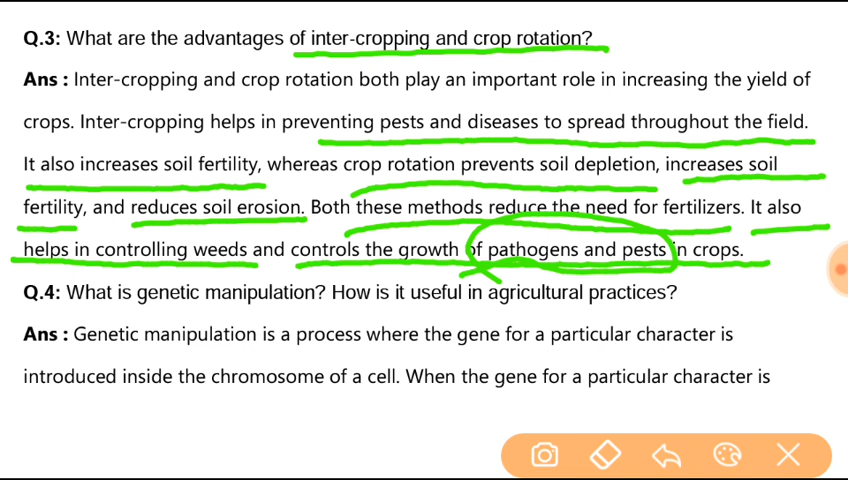 Q.3: What are the advantages of inter-cropping and crop rotation?
Ans : Inter-cropping and crop rotation both play an important role in increasing the yield of
crops. Inter-cropping helps in preventing pests and diseases to spread throughout the field.
It also increases soil fertility, whereas crop rotation prevents soil depletion, increases soil
fertility, and reduces soil erosion. Both these methods reduce the need for fertilizers. It also
helps in controlling weeds and controls the growth of pathogens and pests in crops.
Q.4: What is genetic manipulation? How is it useful in agricultural practices?
Ans : Genetic manipulation is a process where the gene for a particular character is
introduced inside the chromosome of a cell. When the gene for a particular character is